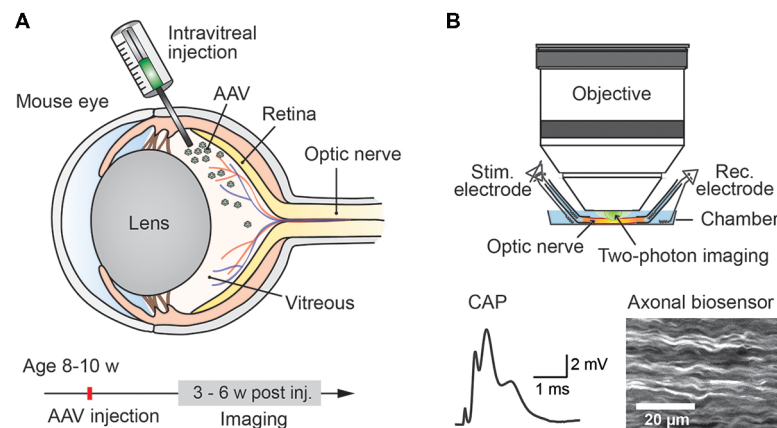 A
Intravitreal
injection
Mouse eye
AAV
Retina
Optic nerve
Lens
Vitreous
Age 8-10 w
3 - 6 w post inj.
AAV injection
Imaging
B
Objective
Stim.
electrode
Rec.
electrode
Chamber
Optic nerve
Two-photon imaging
CAP
2 mV
1 ms
Axonal biosensor
20 µm